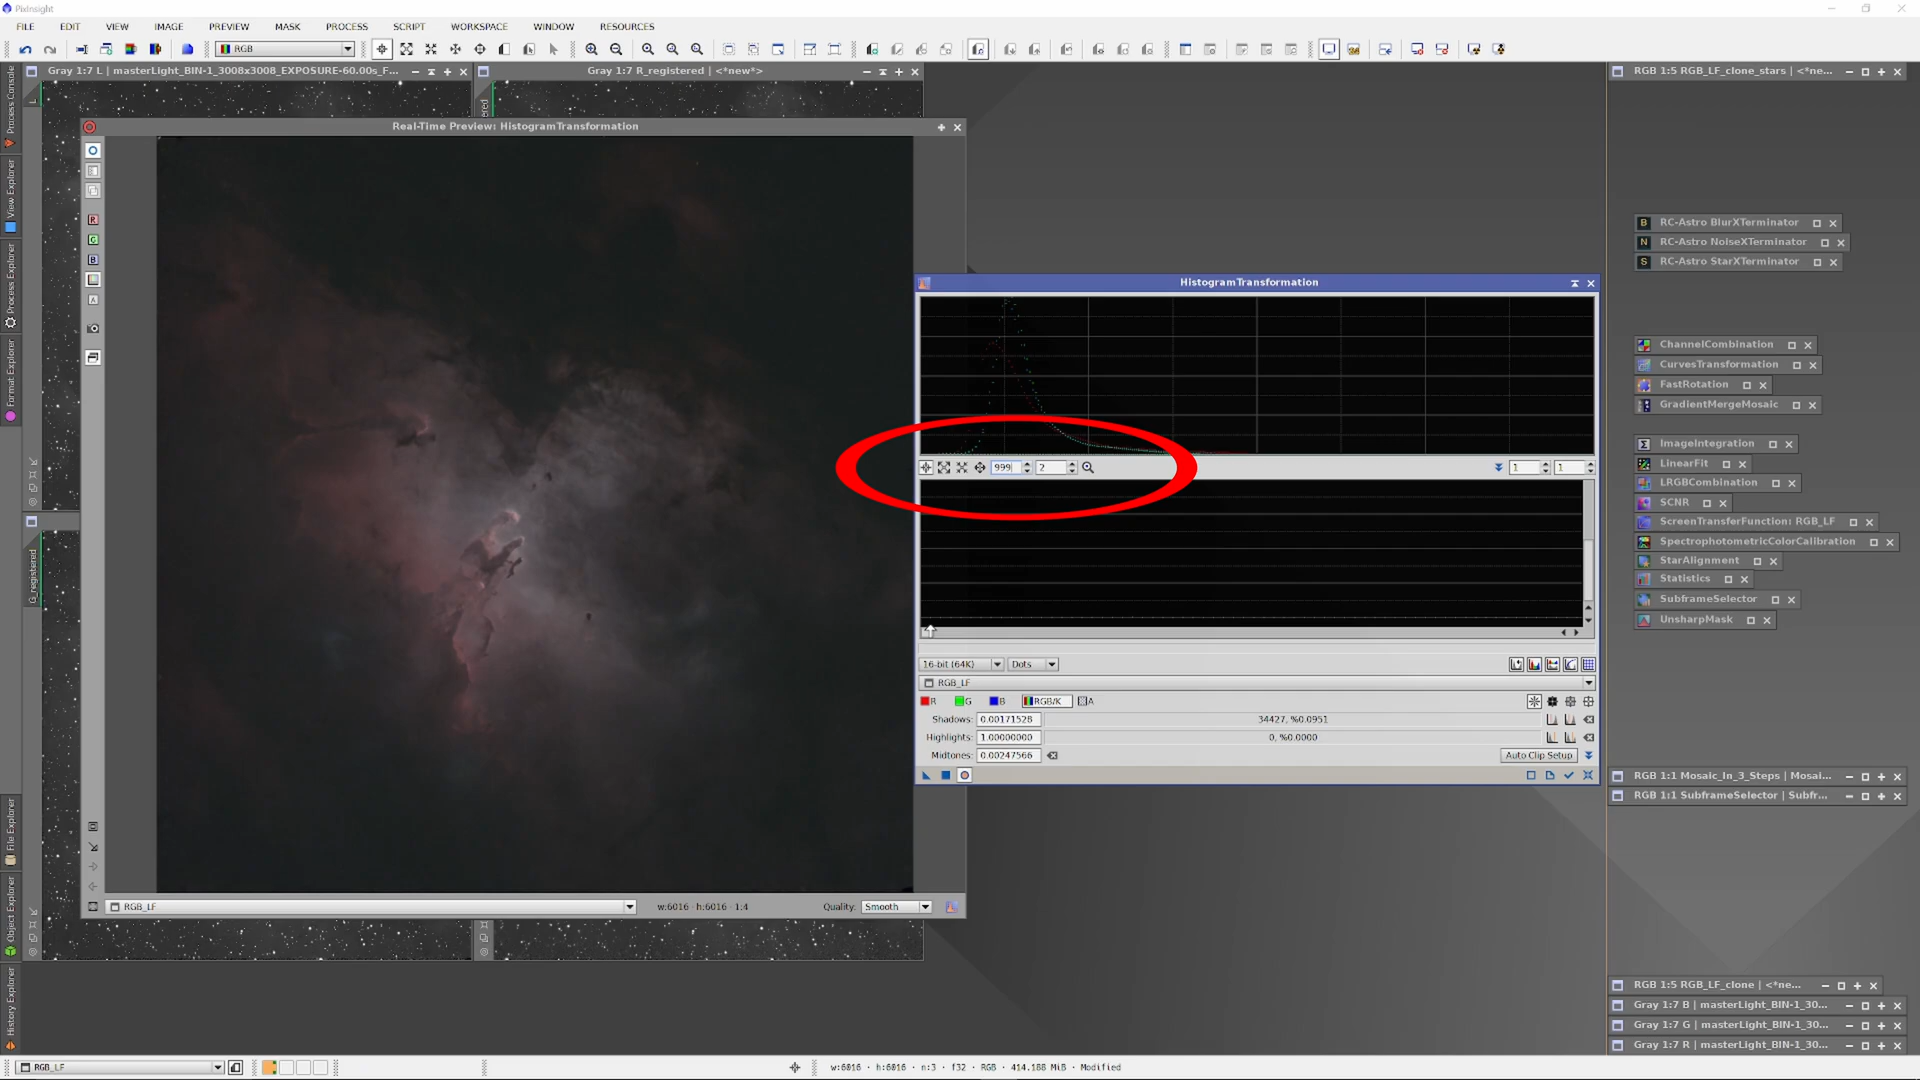 PixInsight
FILE EDIT VIEW IMAGE PREVIEW MASK PROCESS SCRIPT WORKSPACE WINDOW RESOURCES
RGB
Gray 1:7 L | masterLight_BIN-1_3008x3008_EXPOSURE-60.00s_F...
Gray 1:7 R_registered | <*new*>
RGB 1:5 RGB_LF_clone_stars | <*ne...
Process Console
View Explorer
Process Explorer
Format Explorer
File Explorer
Object Explorer
History Explorer
L
G_registered
Real-Time Preview: HistogramTransformation
R
G
B
A
RGB_LF
w:6016 · h:6016 · 1:4
Quality: Smooth
HistogramTransformation
999 2 1 1
16-bit (64K) Dots
RGB_LF
R G B RGB/K A
Shadows: 0.00171528 34427, %0.0951
Highlights: 1.00000000 0, %0.0000
Midtones: 0.00247566 Auto Clip Setup
B RC-Astro BlurXTerminator
N RC-Astro NoiseXTerminator
S RC-Astro StarXTerminator
ChannelCombination
CurvesTransformation
FastRotation
GradientMergeMosaic
ImageIntegration
LinearFit
LRGBCombination
SCNR
ScreenTransferFunction: RGB_LF
SpectrophotometricColorCalibration
StarAlignment
Statistics
SubframeSelector
UnsharpMask
RGB 1:1 Mosaic_In_3_Steps | Mosai...
RGB 1:1 SubframeSelector | Subfr...
RGB 1:5 RGB_LF_clone | <*ne...
Gray 1:7 B | masterLight_BIN-1_30...
Gray 1:7 G | masterLight_BIN-1_30...
Gray 1:7 R | masterLight_BIN-1_30...
RGB_LF
w:6016 · h:6016 · n:3 · f32 · RGB · 414.188 MiB · Modified